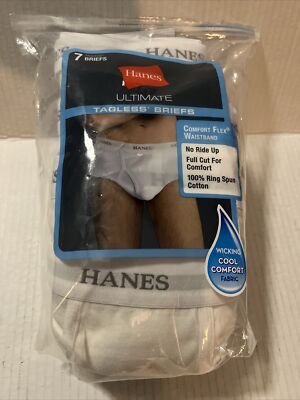 HANES
7 BRIEFS
Hanes
ULTIMATE
TAGLESS® BRIEFS
COMFORT FLEX®
WAISTBAND
No Ride Up
Full Cut For
Comfort
100% Ring Spun
Cotton
HANES
WICKING
COOL
COMFORT
FABRIC
HANES